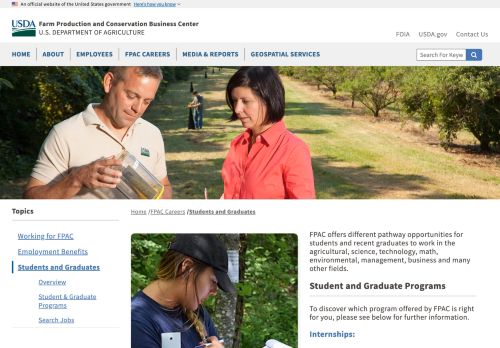 An official website of the United States government Here's how you know
USDA Farm Production and Conservation Business Center
U.S. DEPARTMENT OF AGRICULTURE
FOIA USDA.gov Contact Us
HOME ABOUT EMPLOYEES FPAC CAREERS MEDIA & REPORTS GEOSPATIAL SERVICES
Search For Keyw
Topics
Working for FPAC
Employment Benefits
Students and Graduates
Overview
Student & Graduate
Programs
Search Jobs
Home /FPAC Careers /Students and Graduates
FPAC offers different pathway opportunities for
students and recent graduates to work in the
agricultural, science, technology, math,
environmental, management, business and many
other fields.
Student and Graduate Programs
To discover which program offered by FPAC is right
for you, please see below for further information.
Internships: